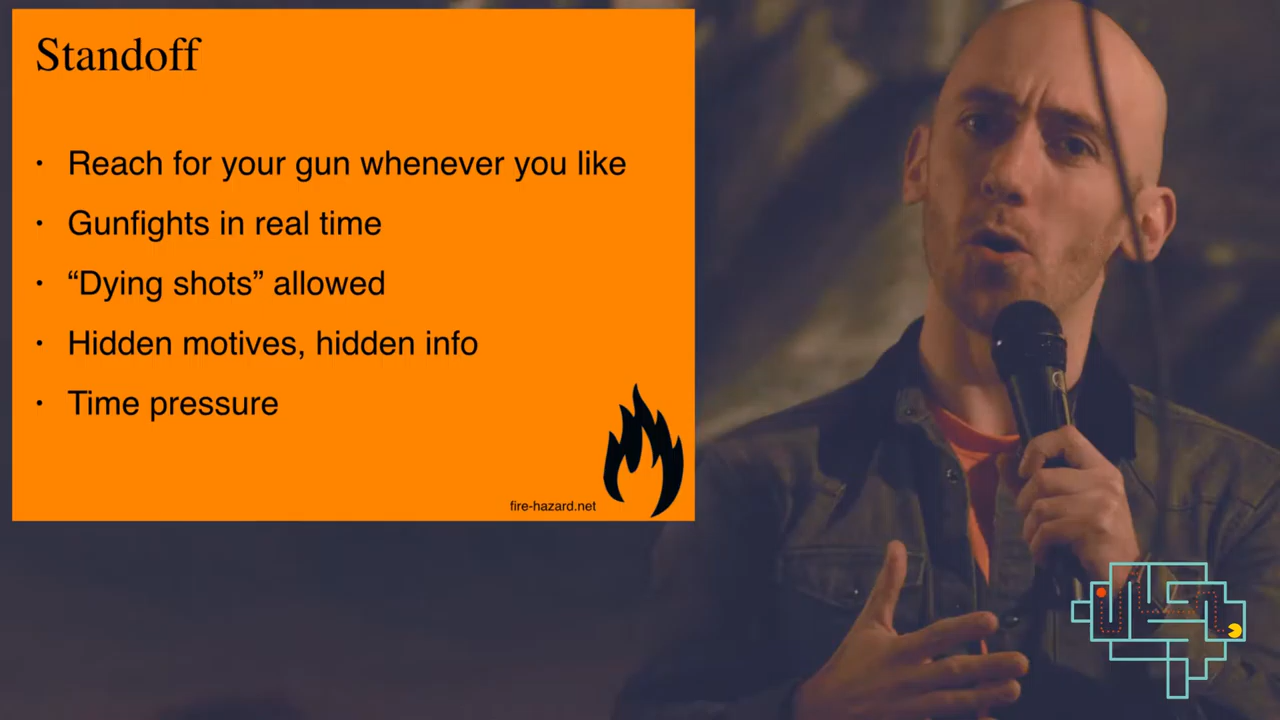 Standoff
• Reach for your gun whenever you like
• Gunfights in real time
• “Dying shots” allowed
• Hidden motives, hidden info
• Time pressure
fire-hazard.net